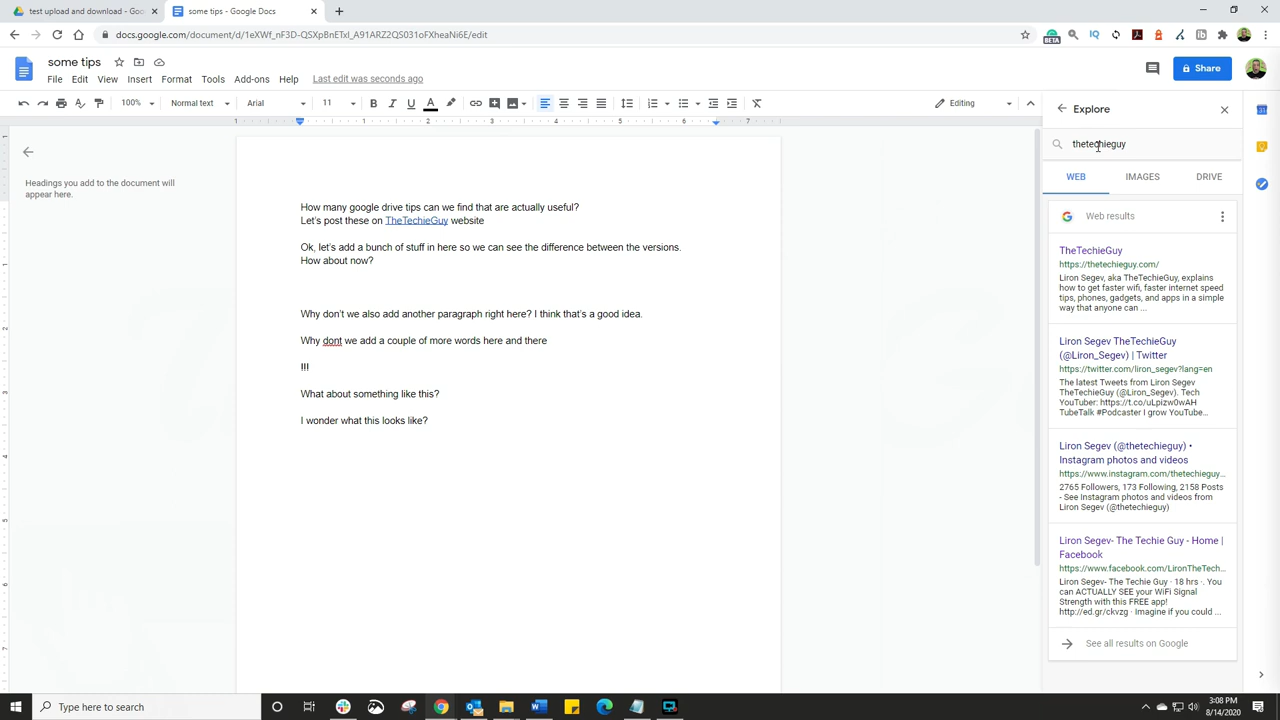 test upload and download - Goo
some tips - Google Docs
docs.google.com/document/d/1eXWf_nF3D-QSXpBnETxI_A91ARZ2QS031oFXheaNi6E/edit
BETA
IQ
some tips
File Edit View Insert Format Tools Add-ons Help Last edit was seconds ago
Share
100% Normal text Arial 11 B I U A Editing
1 1 2 3 4 5 6 7
Explore
thetechieguy
WEB IMAGES DRIVE
Headings you add to the document will
appear here.
How many google drive tips can we find that are actually useful?
Let's post these on TheTechieGuy website
Ok, let's add a bunch of stuff in here so we can see the difference between the versions.
How about now?
Why don't we also add another paragraph right here? I think that's a good idea.
Why dont we add a couple of more words here and there
!!!
What about something like this?
I wonder what this looks like?
Web results
TheTechieGuy
https://thetechieguy.com/
Liron Segev, aka TheTechieGuy, explains
how to get faster wifi, faster internet speed
tips, phones, gadgets, and apps in a simple
way that anyone can ...
Liron Segev TheTechieGuy
(@Liron_Segev) | Twitter
https://twitter.com/liron_segev?lang=en
The latest Tweets from Liron Segev
TheTechieGuy (@Liron_Segev). Tech
YouTuber: https://t.co/uLpizw0wAH
TubeTalk #Podcaster I grow YouTube...
Liron Segev (@thetechieguy) •
Instagram photos and videos
https://www.instagram.com/thetechieguy...
2765 Followers, 173 Following, 2158 Posts
- See Instagram photos and videos from
Liron Segev (@thetechieguy)
Liron Segev- The Techie Guy - Home |
Facebook
https://www.facebook.com/LironTheTech...
Liron Segev- The Techie Guy · 18 hrs ·. You
can ACTUALLY SEE your WiFi Signal
Strength with this FREE app!
http://ed.gr/ckvzg · Imagine if you could ...
See all results on Google
Type here to search
3:08 PM
8/14/2020